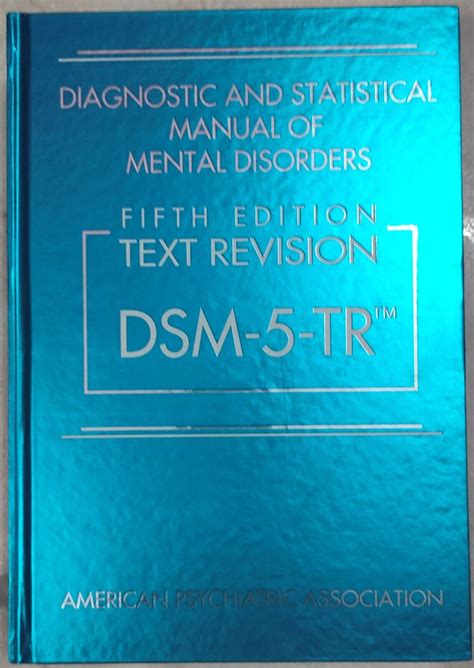 DIAGNOSTIC AND STATISTICAL
MANUAL OF
MENTAL DISORDERS
FIFTH EDITION
TEXT REVISION
DSM-5-TR™
AMERICAN PSYCHIATRIC ASSOCIATION